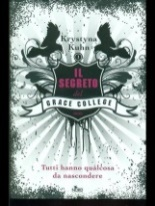 Krystyna
Kuhn
IL
SEGRETO
del
GRACE COLLEGE
Tutti hanno qualcosa
da nascondere